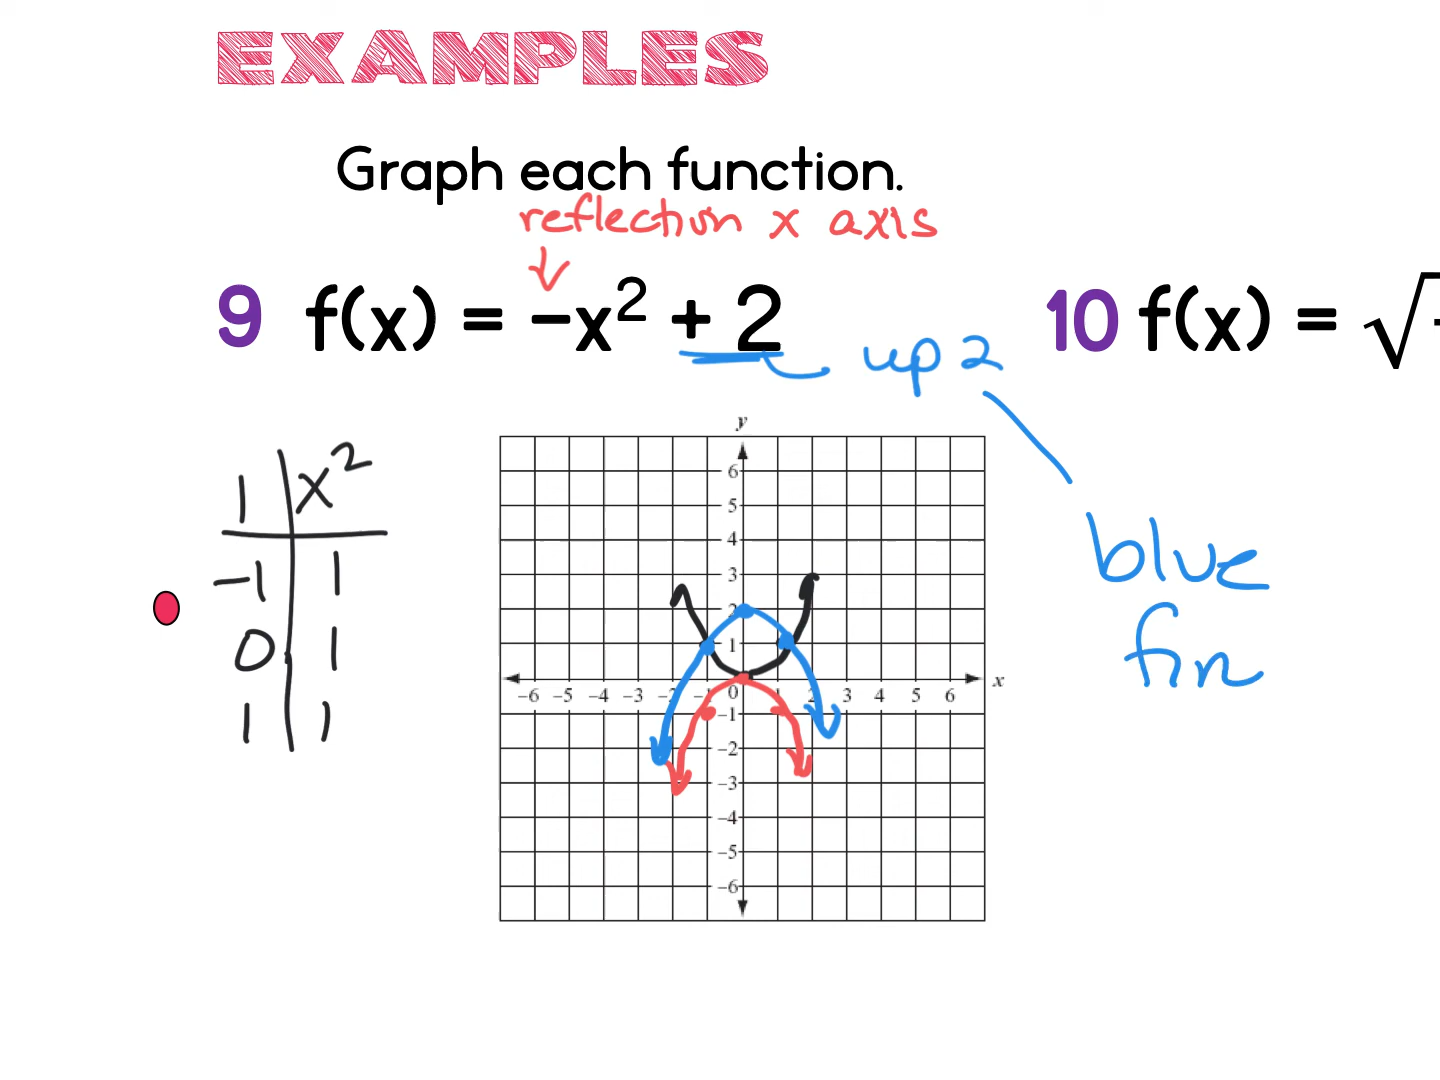 EXAMPLES
Graph each function.
reflection x axis
9 f(x) = -x² + 2
10 f(x) = √-
up 2
1 | x²
-1 | 1
0 | 1
1 | 1
blue
fin
y
6
5
4
3
2
1
-6 -5 -4 -3 -2 -1 0 1 2 3 4 5 6 x
-1
-2
-3
-4
-5
-6